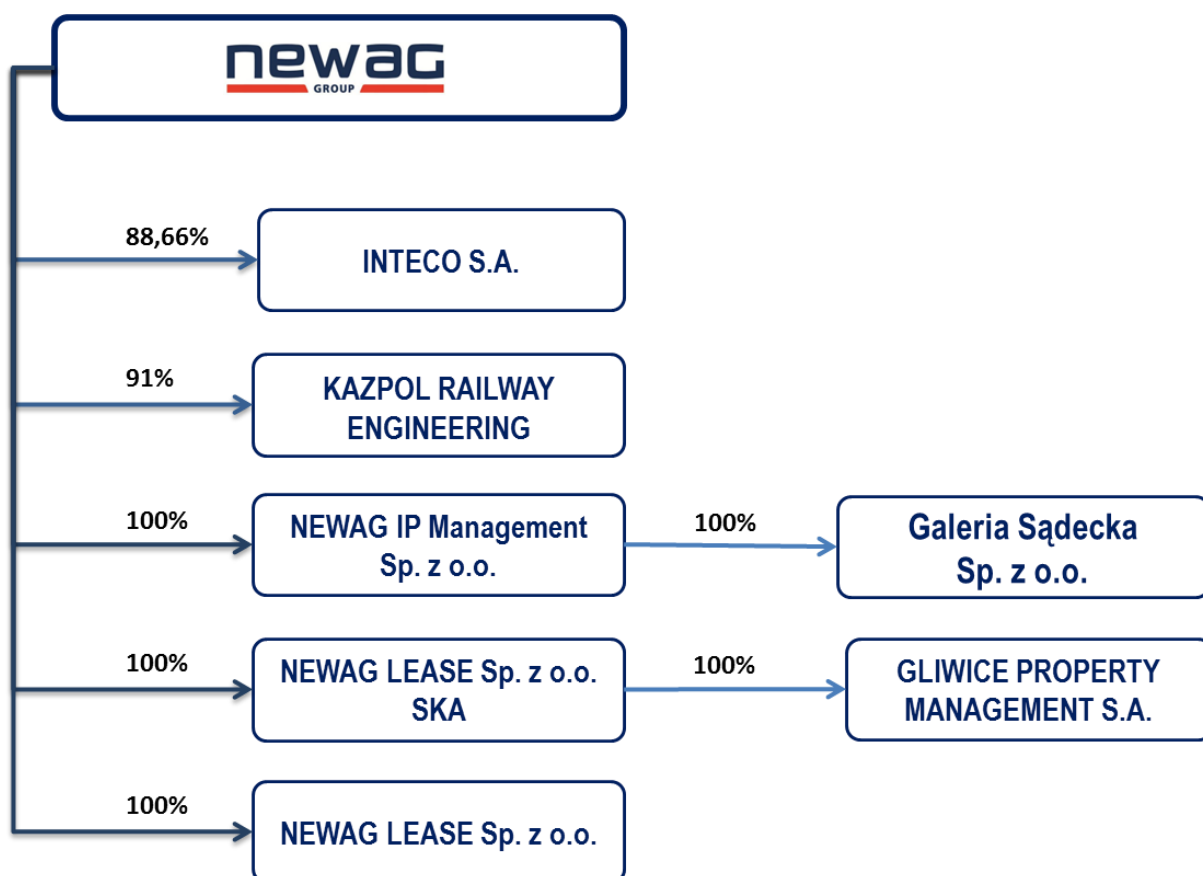 newag
GROUP
88,66%
INTECO S.A.
91%
KAZPOL RAILWAY
ENGINEERING
100%
NEWAG IP Management
Sp. z o.o.
100%
Galeria Sądecka
Sp. z o.o.
100%
NEWAG LEASE Sp. z o.o.
SKA
100%
GLIWICE PROPERTY
MANAGEMENT S.A.
100%
NEWAG LEASE Sp. z o.o.